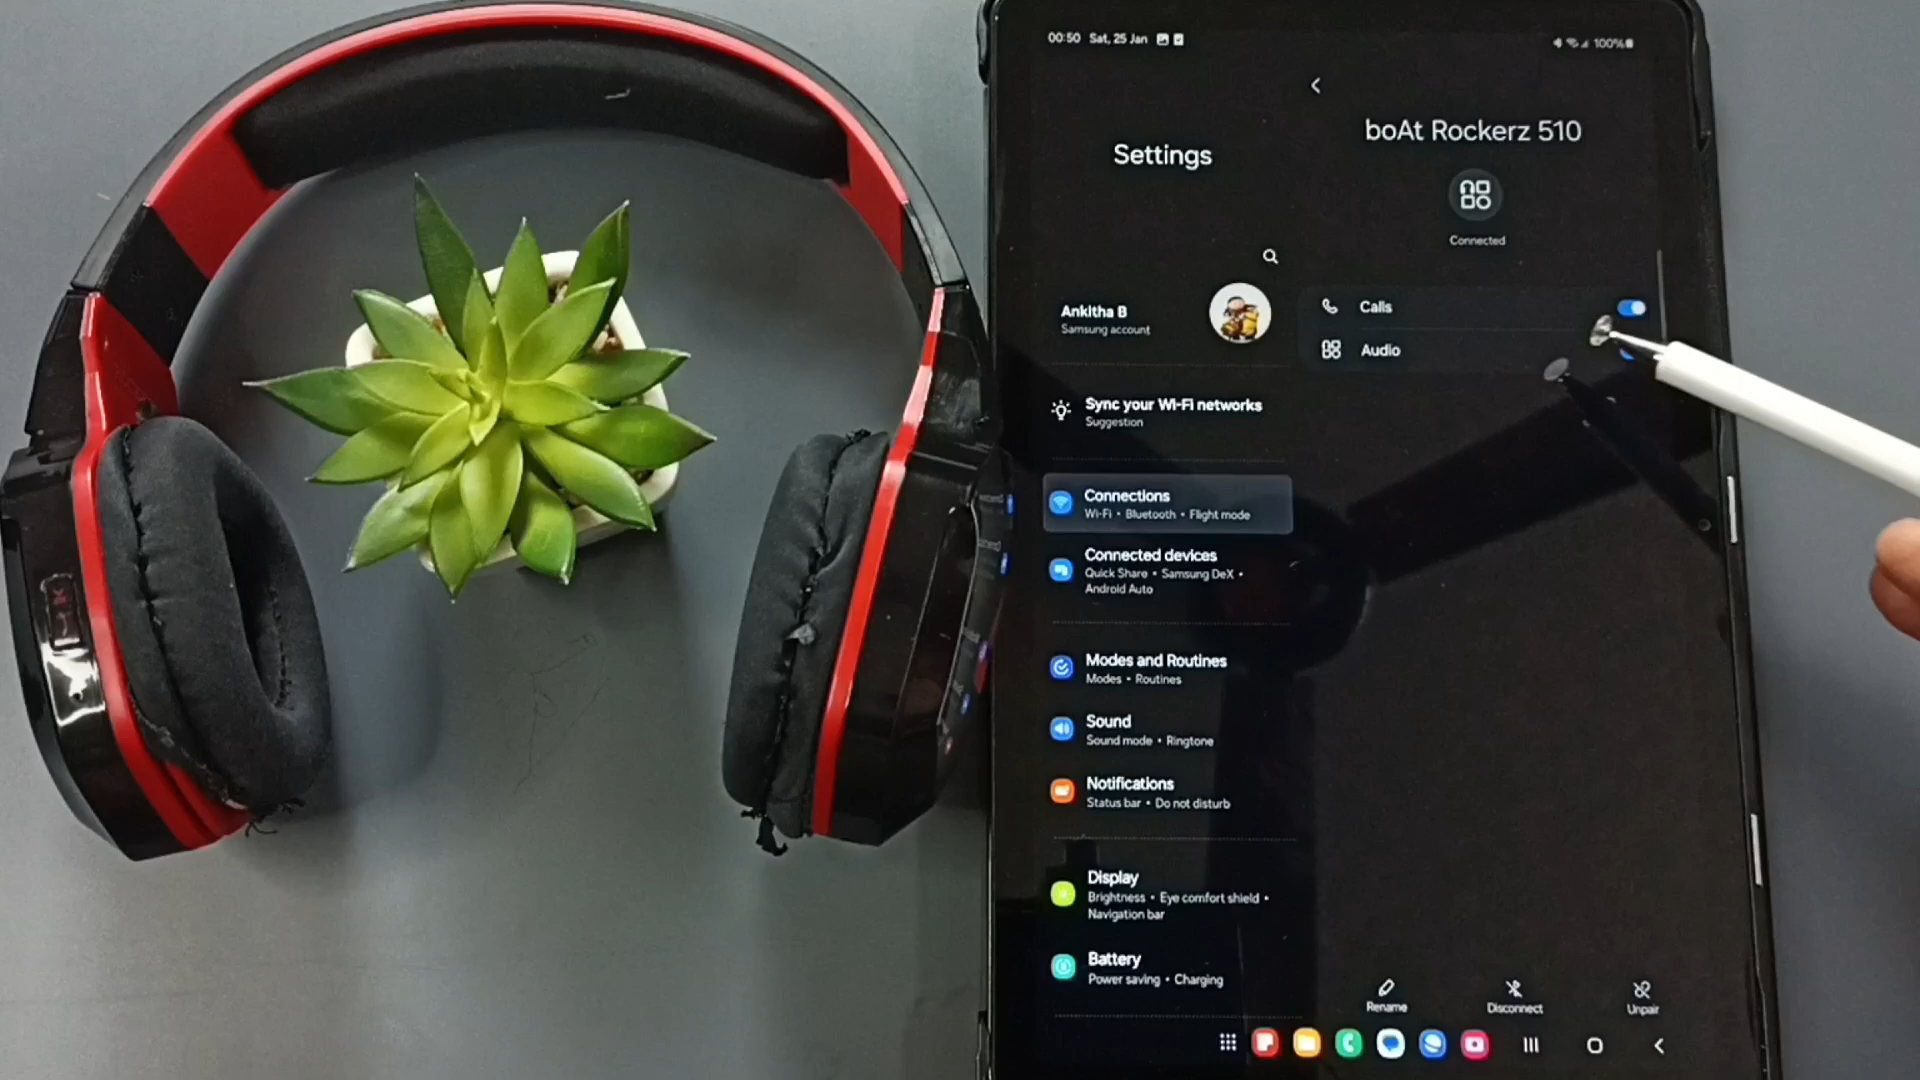 00:50 Sat, 25 Jan
100%
Settings
Ankitha B
Samsung account
Sync your Wi-Fi networks
Suggestion
Connections
Wi-Fi • Bluetooth • Flight mode
Connected devices
Quick Share • Samsung DeX •
Android Auto
Modes and Routines
Modes • Routines
Sound
Sound mode • Ringtone
Notifications
Status bar • Do not disturb
Display
Brightness • Eye comfort shield •
Navigation bar
Battery
Power saving • Charging
boAt Rockerz 510
Connected
Calls
Audio
Rename
Disconnect
Unpair